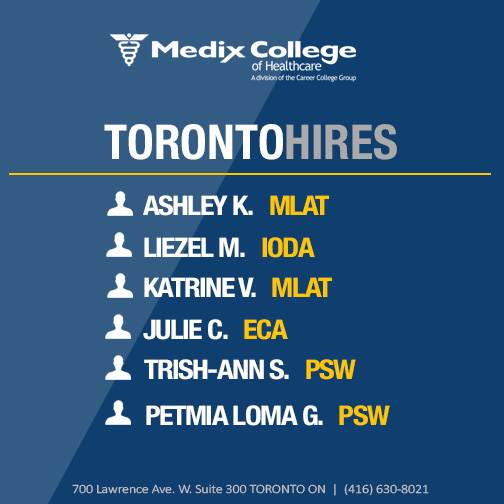 Medix College
of Healthcare
A division of the Career College Group
TORONTOHIRES
ASHLEY K. MLAT
LIEZEL M. IODA
KATRINE V. MLAT
JULIE C. ECA
TRISH-ANN S. PSW
PETMIA LOMA G. PSW
700 Lawrence Ave. W. Suite 300 TORONTO ON | (416) 630-8021